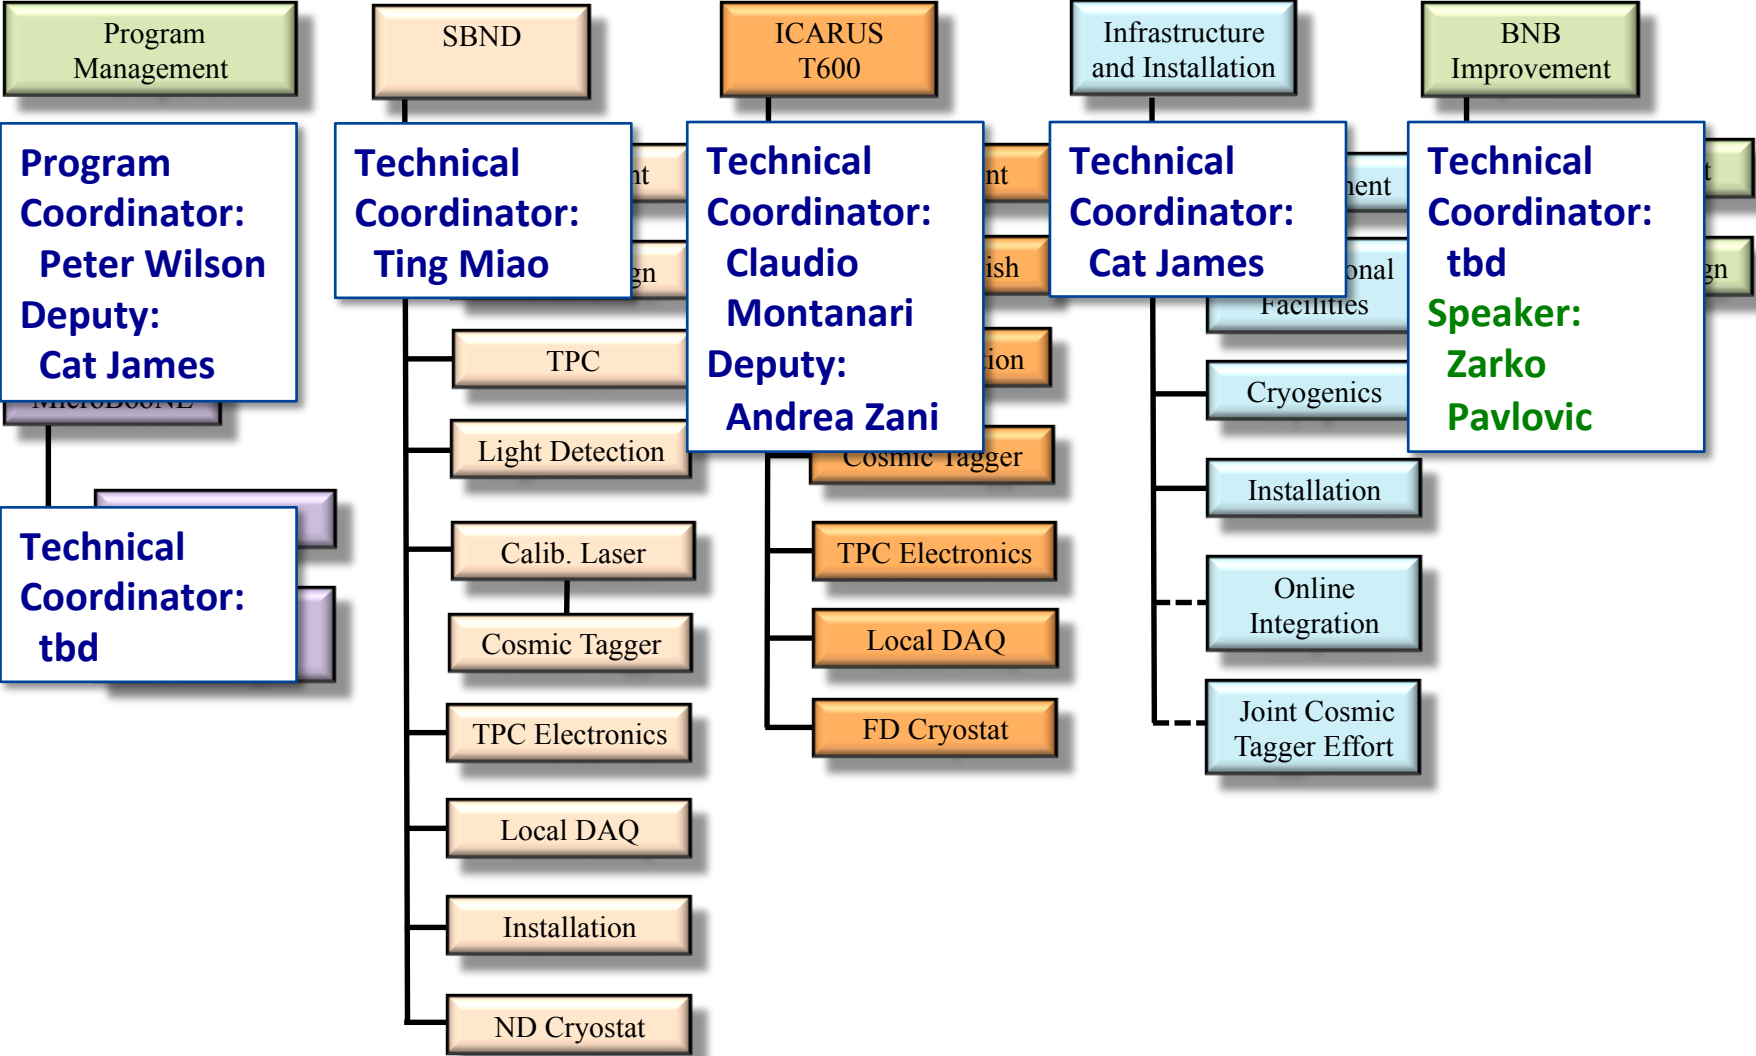 Program
Management
SBND
ICARUS
T600
Infrastructure
and Installation
BNB
Improvement
Program
Coordinator:
Peter Wilson
Deputy:
Cat James
MicroBooNE
Technical
Coordinator:
tbd
Technical
Coordinator:
Ting Miao
TPC
Light Detection
Calib. Laser
Cosmic Tagger
TPC Electronics
Local DAQ
Installation
ND Cryostat
Technical
Coordinator:
Claudio
Montanari
Deputy:
Andrea Zani
Cosmic Tagger
TPC Electronics
Local DAQ
FD Cryostat
Technical
Coordinator:
Cat James
Facilities
Cryogenics
Installation
Online
Integration
Joint Cosmic
Tagger Effort
Technical
Coordinator:
tbd
Speaker:
Zarko
Pavlovic